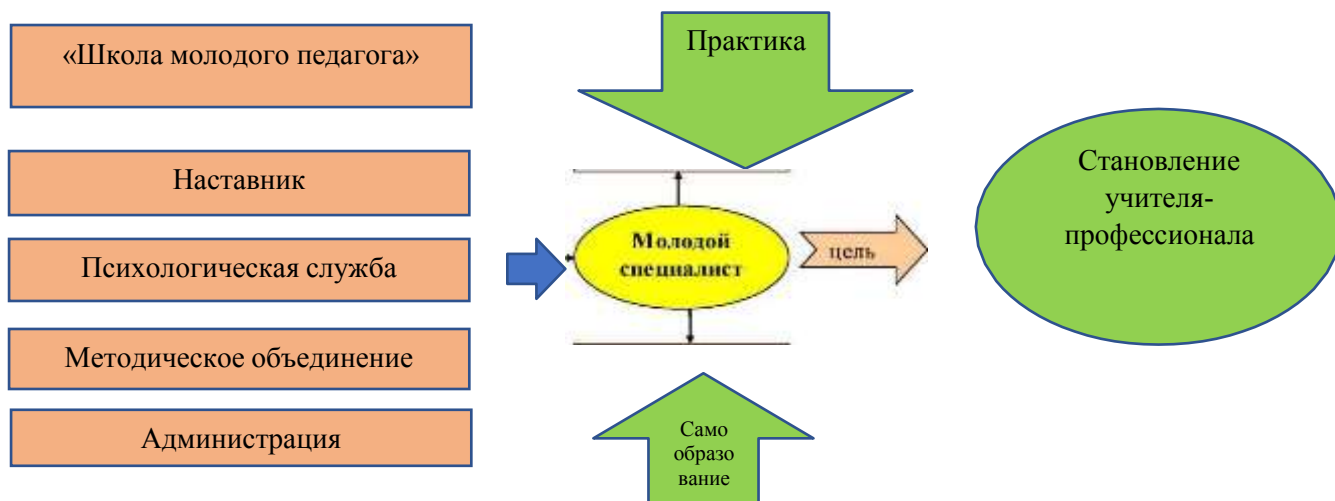 «Школа молодого педагога»
Наставник
Психологическая служба
Методическое объединение
Администрация
Практика
Молодой
специалист
цель
Само
образо
вание
Становление
учителя-
профессионала